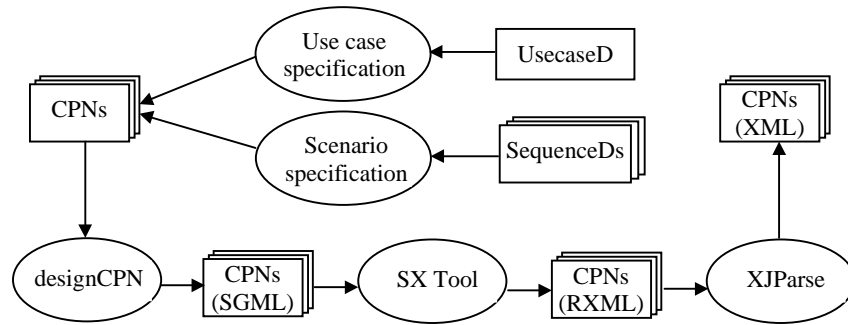 Use case
specification
UsecaseD
CPNs
CPNs
(XML)
Scenario
specification
SequenceDs
designCPN
CPNs
(SGML)
SX Tool
CPNs
(RXML)
XJParse